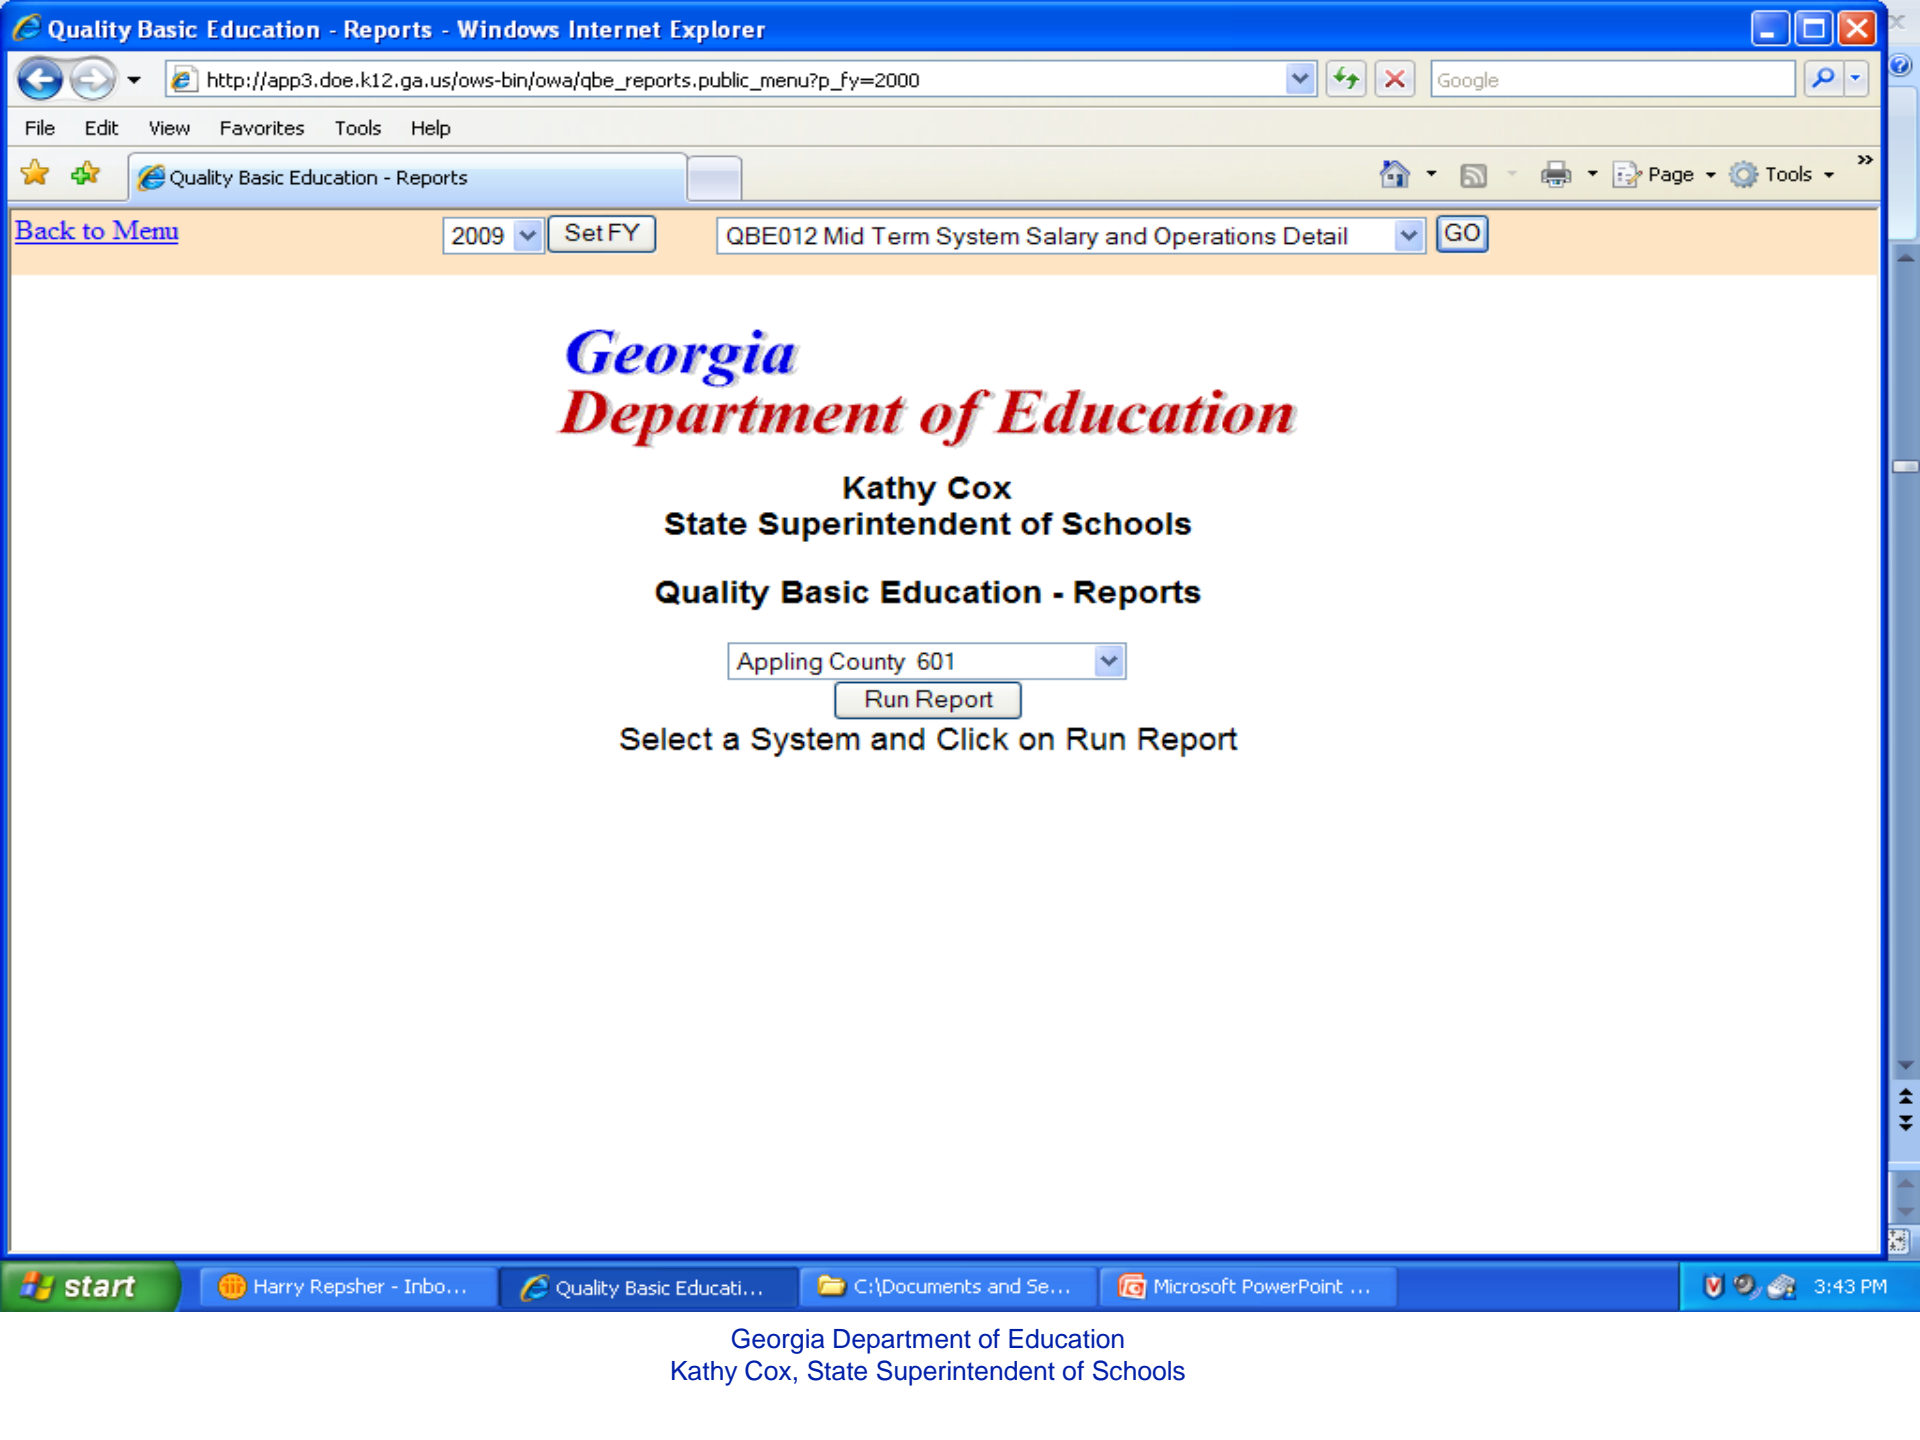 Quality Basic Education - Reports - Windows Internet Explorer
http://app3.doe.k12.ga.us/ows-bin/owa/qbe_reports.public_menu?p_fy=2000
Google
File Edit View Favorites Tools Help
Quality Basic Education - Reports
Page Tools »
Back to Menu 2009 Set FY QBE012 Mid Term System Salary and Operations Detail GO
Georgia
Department of Education
Kathy Cox
State Superintendent of Schools
Quality Basic Education - Reports
Appling County 601
Run Report
Select a System and Click on Run Report
start Harry Repsher - Inbo... Quality Basic Educati... C:\Documents and Se... Microsoft PowerPoint ... 3:43 PM
Georgia Department of Education
Kathy Cox, State Superintendent of Schools